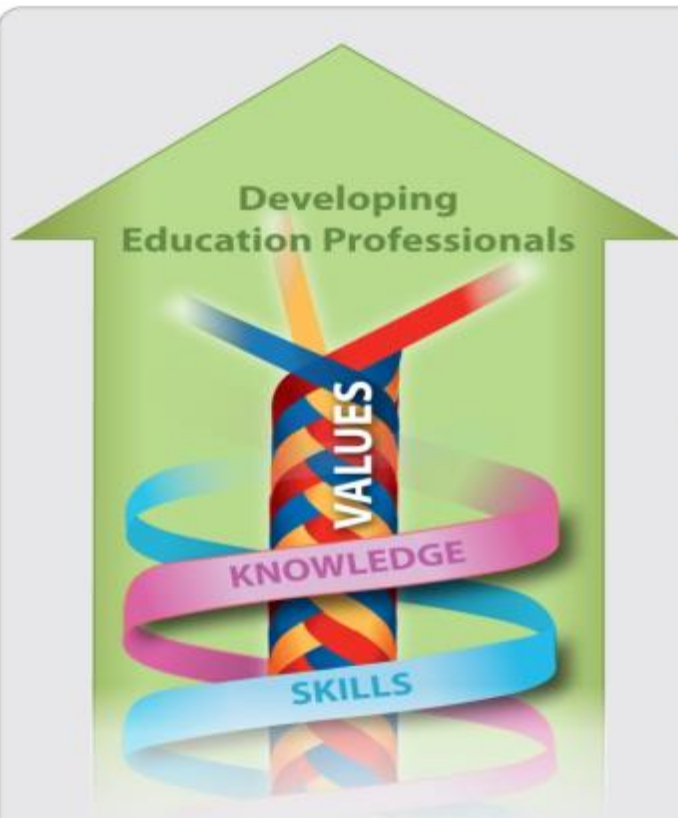 Developing
Education Professionals
VALUES
KNOWLEDGE
SKILLS